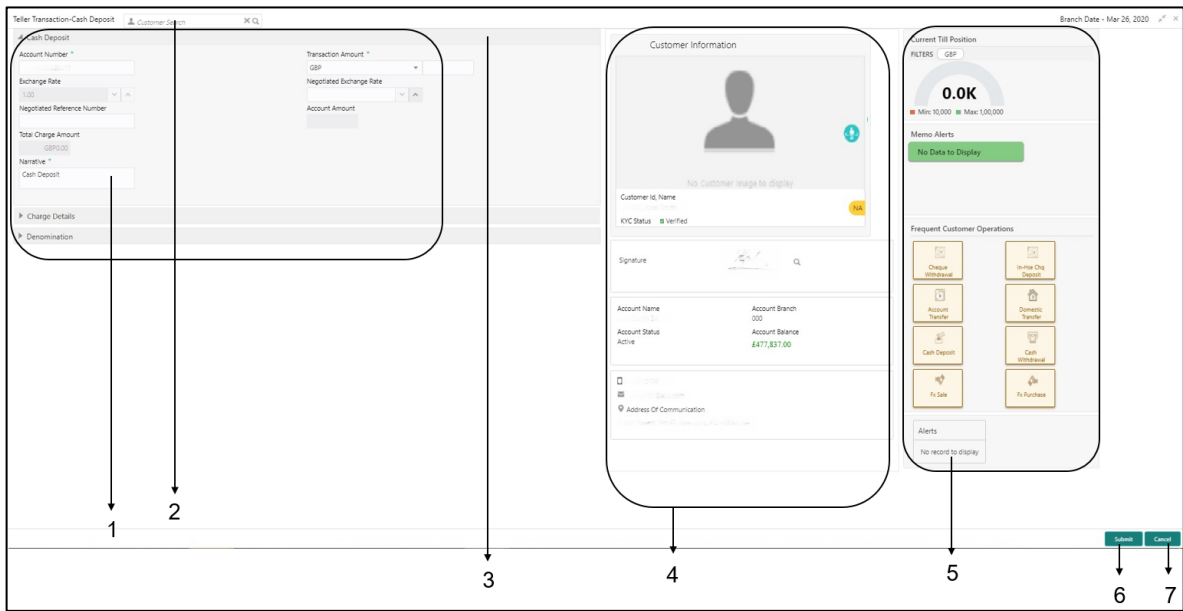 Teller Transaction-Cash Deposit
Customer Search
Branch Date - Mar 26, 2020
Cash Deposit
Account Number *
Transaction Amount *
GBP
Exchange Rate
Negotiated Exchange Rate
1.00
Negotiated Reference Number
Account Amount
Total Charge Amount
GBP0.00
Narrative *
Cash Deposit
Charge Details
Denomination
Customer Information
No Customer Image to display
Customer Id, Name
NA
KYC Status Verified
Signature
Account Name
Account Branch
000
Account Status
Account Balance
Active
£477,837.00
Address Of Communication
Current Till Position
FILTERS GBP
0.0K
Min: 10,000 Max: 1,00,000
Memo Alerts
No Data to Display
Frequent Customer Operations
Cheque Withdrawal
In-Hse Chq Deposit
Account Transfer
Domestic Transfer
Cash Deposit
Cash Withdrawal
Fx Sale
Fx Purchase
Alerts
No record to display
Submit Cancel
1
2
3
4
5
6
7